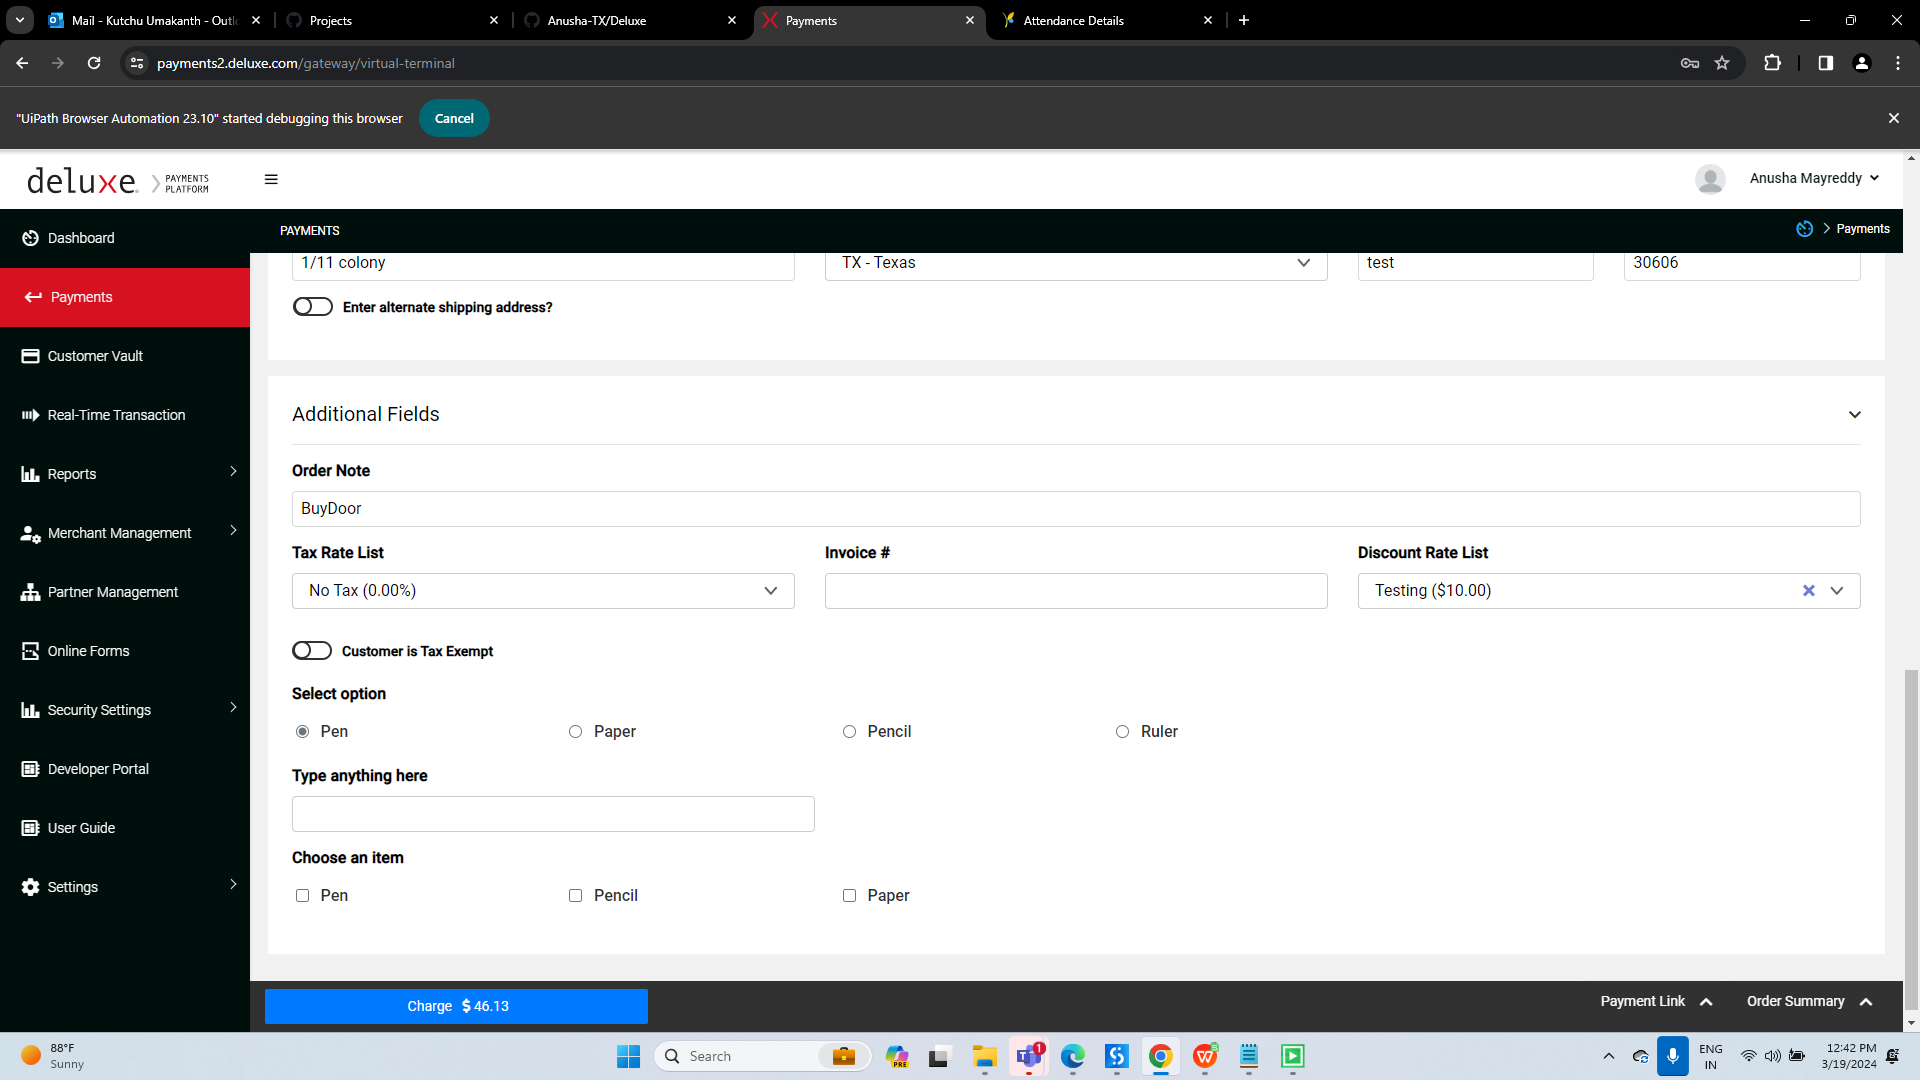 Mail - Kutchu Umakanth - Outlo
Projects
Anusha-TX/Deluxe
Payments
Attendance Details
payments2.deluxe.com/gateway/virtual-terminal
"UiPath Browser Automation 23.10" started debugging this browser
Cancel
deluxe. PAYMENTS PLATFORM
Anusha Mayreddy
Dashboard
PAYMENTS
Payments
Payments
Customer Vault
Real-Time Transaction
Reports
Merchant Management
Partner Management
Online Forms
Security Settings
Developer Portal
User Guide
Settings
1/11 colony
TX - Texas
test
30606
Enter alternate shipping address?
Additional Fields
Order Note
BuyDoor
Tax Rate List
Invoice #
Discount Rate List
No Tax (0.00%)
Testing ($10.00)
Customer is Tax Exempt
Select option
Pen
Paper
Pencil
Ruler
Type anything here
Choose an item
Pen
Pencil
Paper
Charge $ 46.13
Payment Link
Order Summary
88°F
Sunny
Search
PRE
1
ENG
IN
12:42 PM
3/19/2024